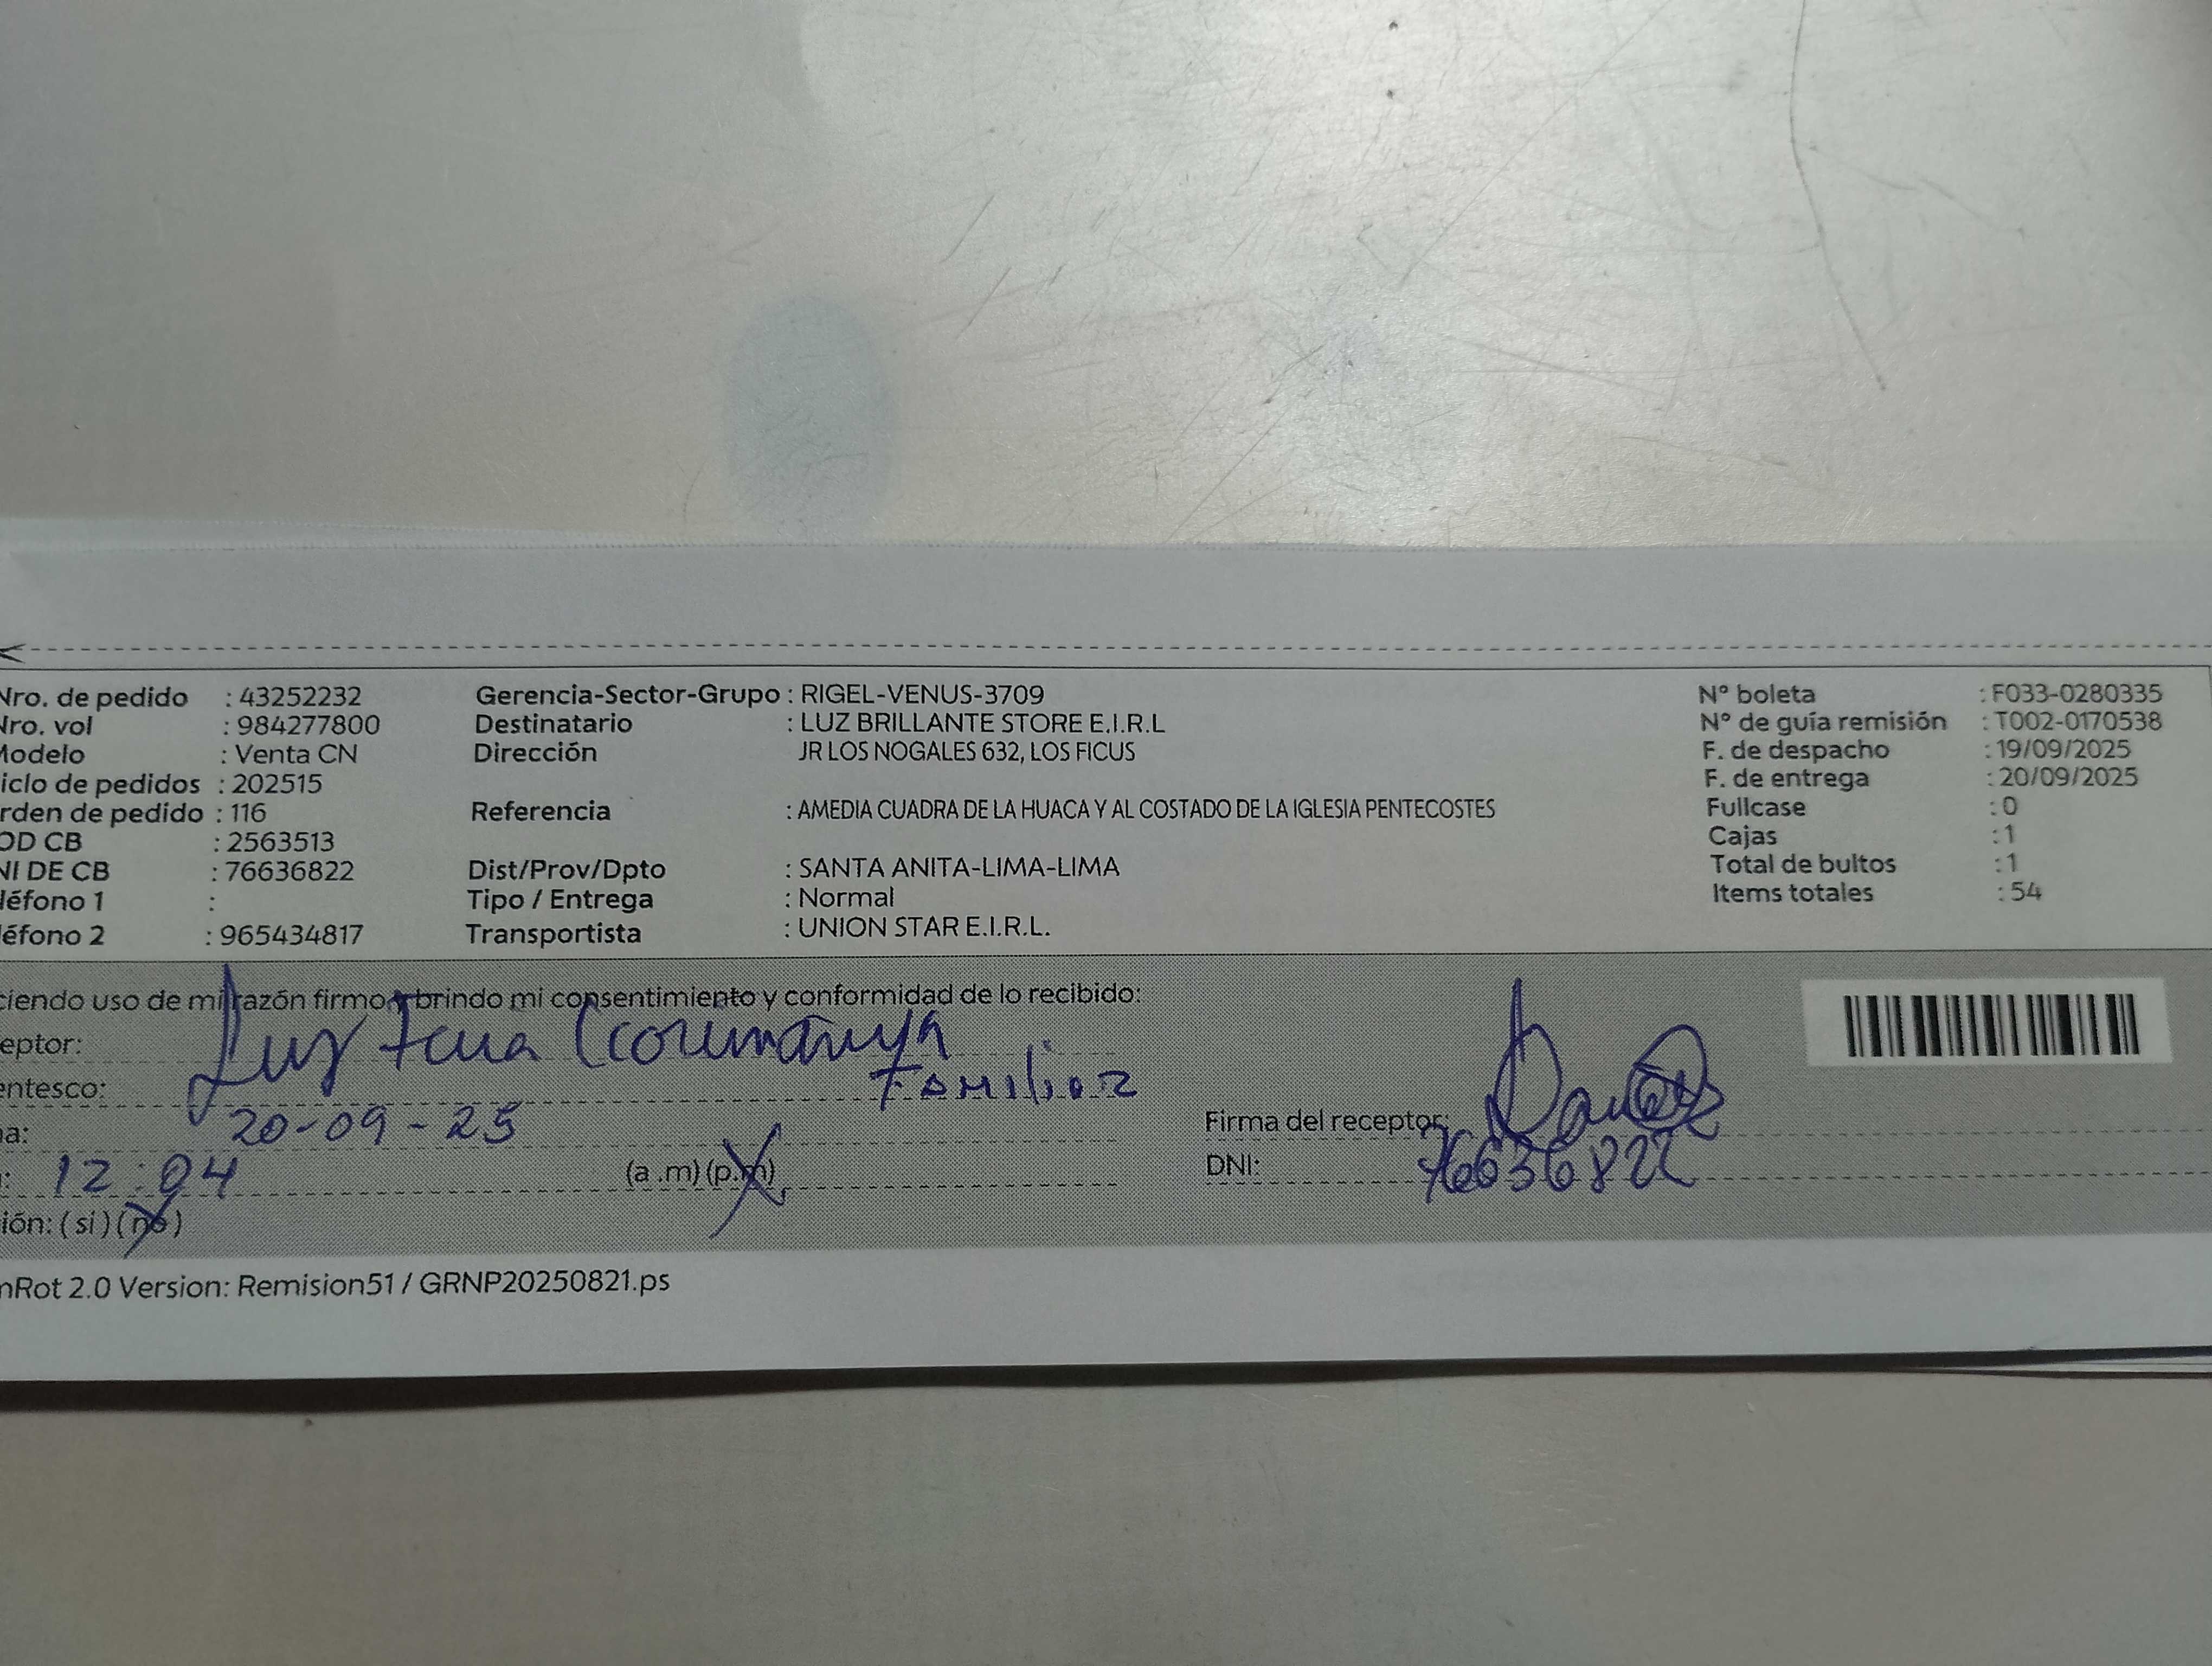 Nro. de pedido : 43252232 Gerencia-Sector-Grupo : RIGEL-VENUS-3709 N° boleta : F033-0280335
Nro. vol : 984277800 Destinatario : LUZ BRILLANTE STORE E.I.R.L N° de guía remisión : T002-0170538
Modelo : Venta CN Dirección JR LOS NOGALES 632, LOS FICUS F. de despacho : 19/09/2025
iclo de pedidos : 202515 F. de entrega : 20/09/2025
rden de pedido : 116 Referencia : AMEDIA CUADRA DE LA HUACA Y AL COSTADO DE LA IGLESIA PENTECOSTES Fullcase : 0
OD CB : 2563513 Cajas : 1
NI DE CB : 76636822 Dist/Prov/Dpto : SANTA ANITA-LIMA-LIMA Total de bultos : 1
léfono 1 : Tipo / Entrega : Normal Items totales : 54
éfono 2 : 965434817 Transportista : UNION STAR E.I.R.L.
ciendo uso de mi razón firmo y brindo mi consentimiento y conformidad de lo recibido:
eptor: Luz
entesco: Familiar
a: 20-09-25 Firma del receptor:
: 12:04 (a .m) (p.m) DNI: 76636822
ión: ( si ) ( no )
nRot 2.0 Version: Remision51 / GRNP20250821.ps